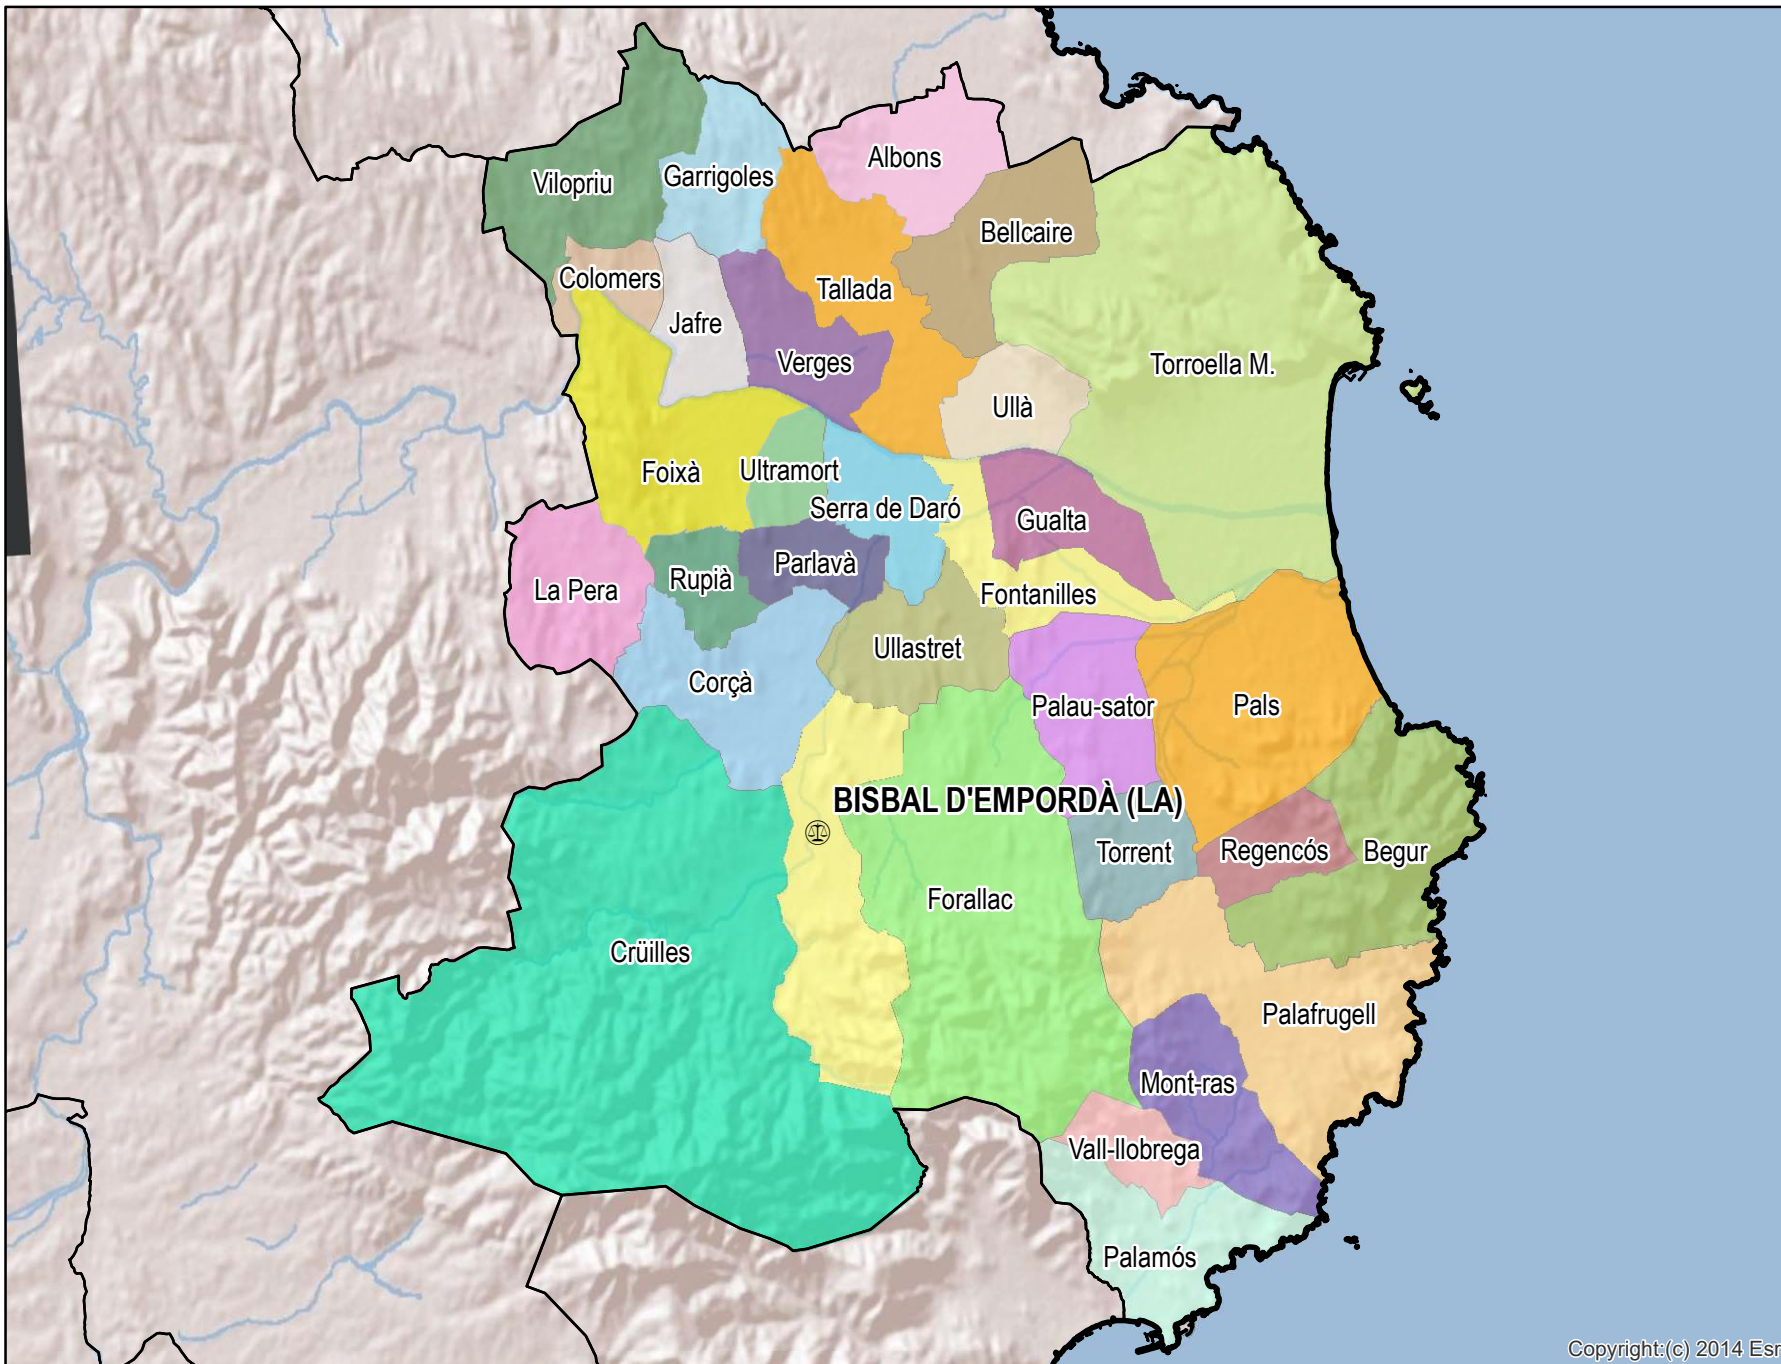 Albons
Vilopriu
Garrigoles
Bellcaire
Colomers
Tallada
Jafre
Verges
Torroella M.
Ullà
Foixà
Ultramort
Serra de Daró
Gualta
Parlavà
Rupià
La Pera
Fontanilles
Ullastret
Corçà
Palau-sator
Pals
BISBAL D'EMPORDÀ (LA)
Torrent
Regencós
Begur
Forallac
Crüilles
Palafrugell
Mont-ras
Vall-llobrega
Palamós
Copyright:(c) 2014 Esr